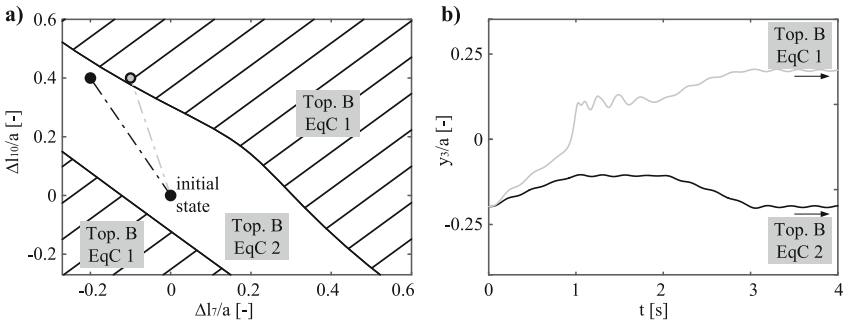 a)
0.6
0.4
0.2
0
-0.2
Δl10/a [-]
Top. B
EqC 1
initial
state
Top. B
EqC 2
Top. B
EqC 1
-0.2
0
0.2
0.4
0.6
Δl7/a [-]
b)
0.25
0
-0.25
y3/a [-]
Top. B
EqC 1
Top. B
EqC 2
0
1
2
3
4
t [s]